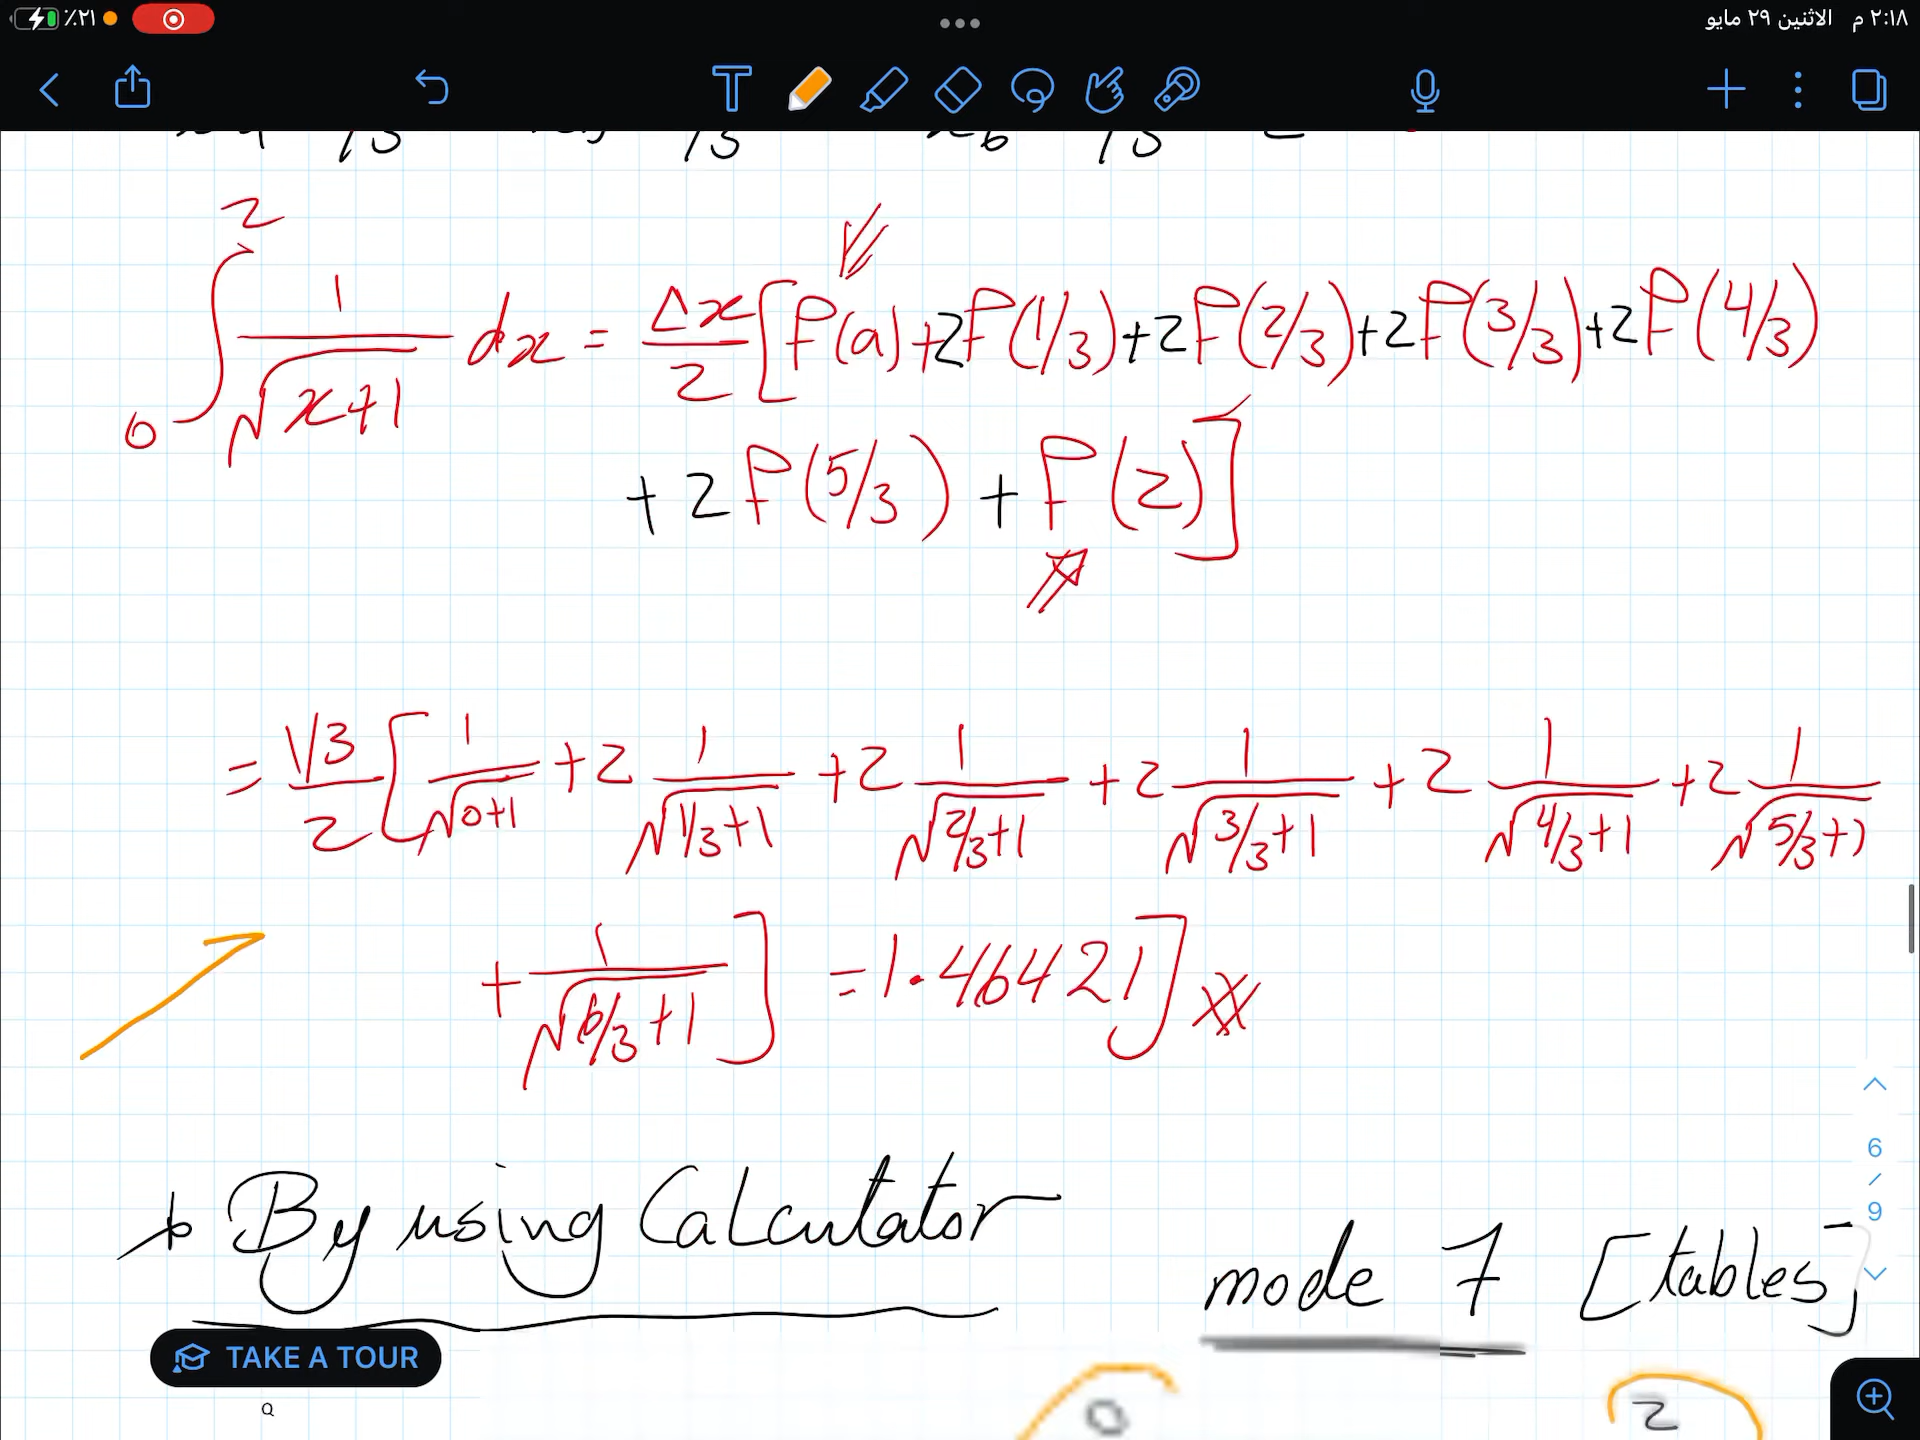 ٪٢١ ٢:١٨ م الاثنين ٢٩ مايو
∫₀² 1/√(x+1) dx = Δx/2 [f(a) + 2f(1/3) + 2f(2/3) + 2f(3/3) + 2f(4/3)
+ 2f(5/3) + f(2)]
= (1/3)/2 [1/√(0+1) + 2 1/√(1/3+1) + 2 1/√(2/3+1) + 2 1/√(3/3+1) + 2 1/√(4/3+1) + 2 1/√(5/3+1)
+ 1/√(6/3+1)] = 1.46421]
By using Calculator
mode 7 [tables]
6
/
9
TAKE A TOUR
0
2